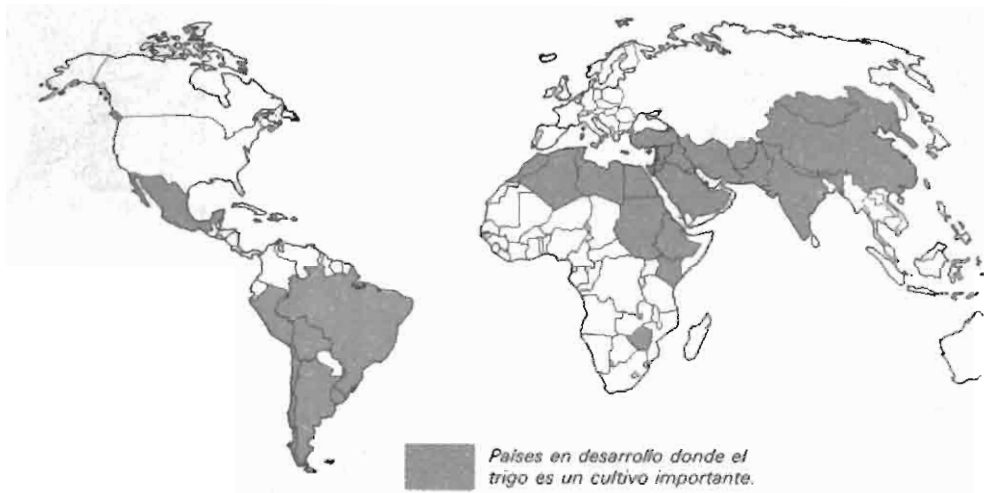 Países en desarrollo donde el
trigo es un cultivo importante.